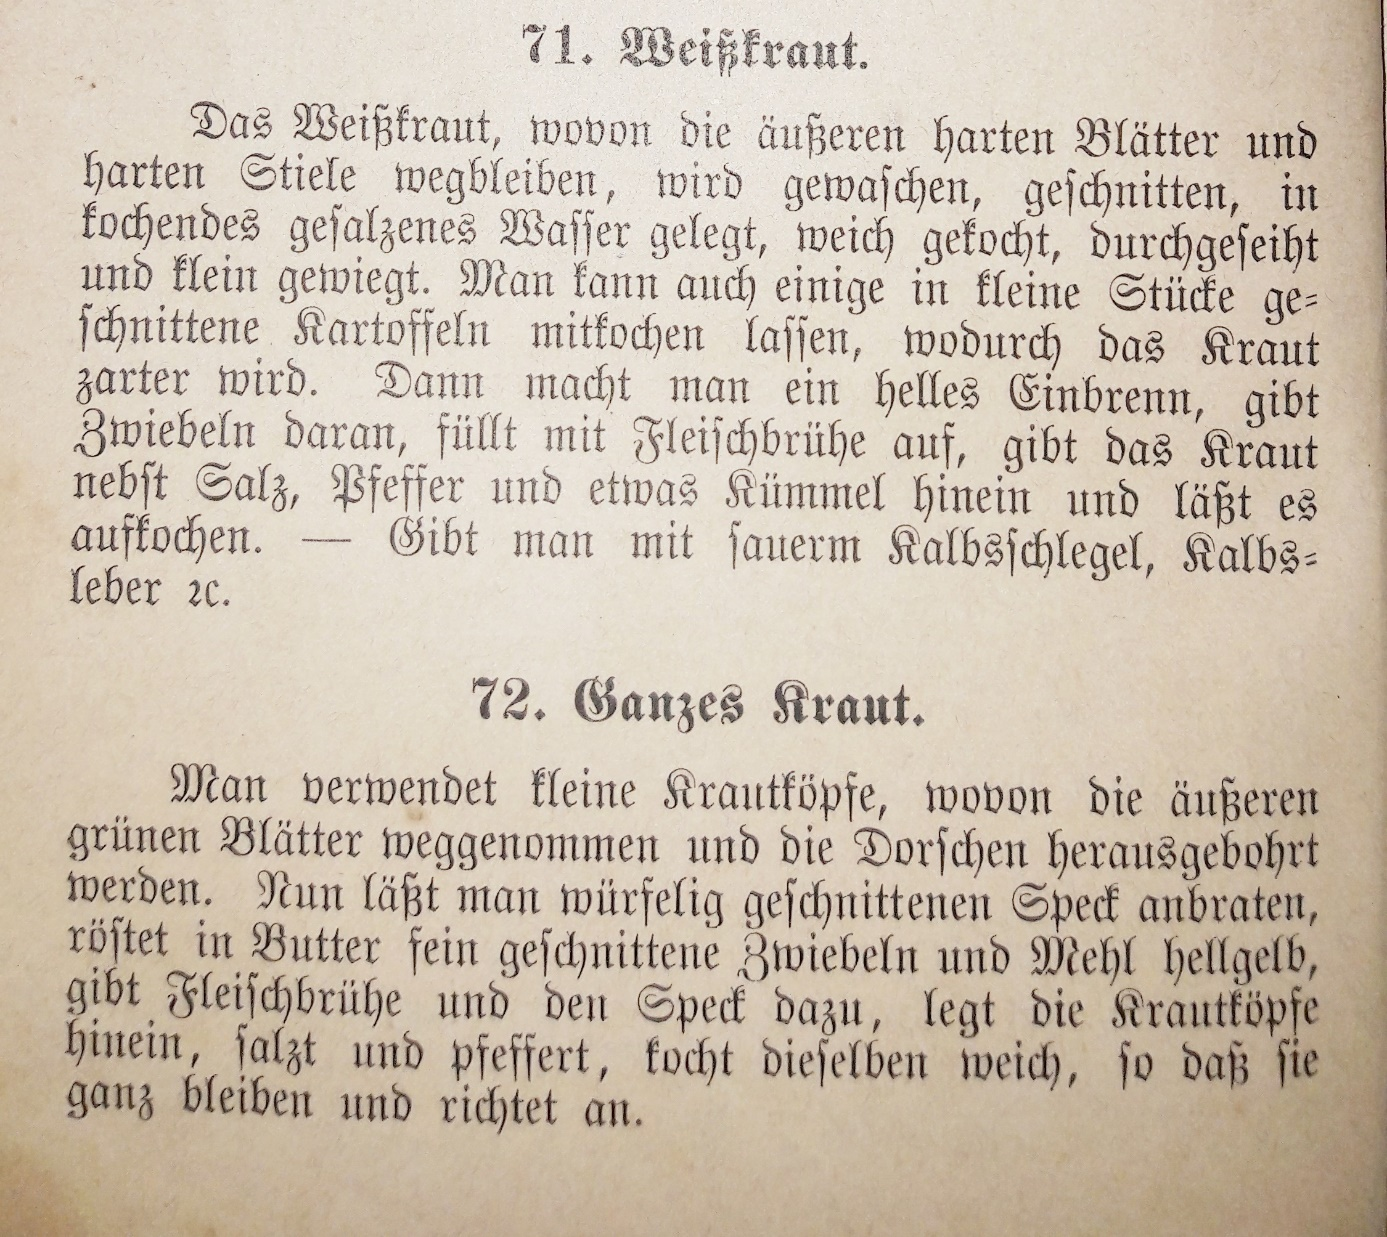 71. Weißkraut.
Das Weißkraut, wovon die äußeren harten Blätter und
harten Stiele wegbleiben, wird gewaschen, geschnitten, in
kochendes gesalzenes Wasser gelegt, weich gekocht, durchgeseiht
und klein gewiegt. Man kann auch einige in kleine Stücke ge-
schnittene Kartoffeln mitkochen lassen, wodurch das Kraut
zarter wird. Dann macht man ein helles Einbrenn, gibt
Zwiebeln daran, füllt mit Fleischbrühe auf, gibt das Kraut
nebst Salz, Pfeffer und etwas Kümmel hinein und läßt es
aufkochen. — Gibt man mit sauerm Kalbsschlegel, Kalbs-
leber ꝛc.
72. Ganzes Kraut.
Man verwendet kleine Krautköpfe, wovon die äußeren
grünen Blätter weggenommen und die Dorschen herausgebohrt
werden. Nun läßt man würfelig geschnittenen Speck anbraten,
röstet in Butter fein geschnittene Zwiebeln und Mehl hellgelb,
gibt Fleischbrühe und den Speck dazu, legt die Krautköpfe
hinein, salzt und pfeffert, kocht dieselben weich, so daß sie
ganz bleiben und richtet an.